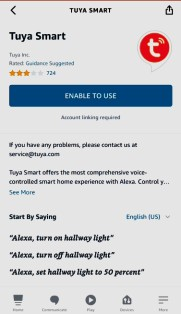 TUYA SMART
Tuya Smart
Tuya Inc.
Rated: Guidance Suggested
724
ENABLE TO USE
Account linking required
If you have any problems, please contact us at
service@tuya.com
Tuya Smart offers the most comprehensive voice-
controlled smart home experience with Alexa. Control y...
See More
Start By Saying
English (US)
"Alexa, turn on hallway light"
"Alexa, turn off hallway light"
"Alexa, set hallway light to 50 percent"
Home
Communicate
Play
Devices
More